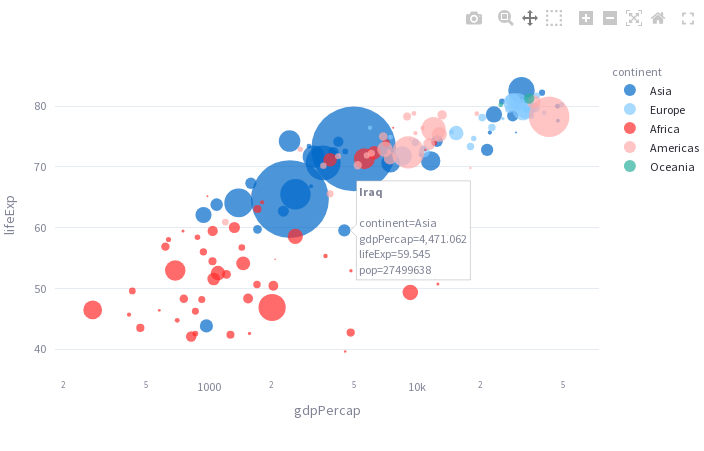 continent
Asia
Europe
Africa
Americas
Oceania
lifeExp
80
70
60
50
40
Iraq
continent=Asia
gdpPercap=4,471.062
lifeExp=59.545
pop=27499638
2 5 1000 2 5 10k 2 5
gdpPercap